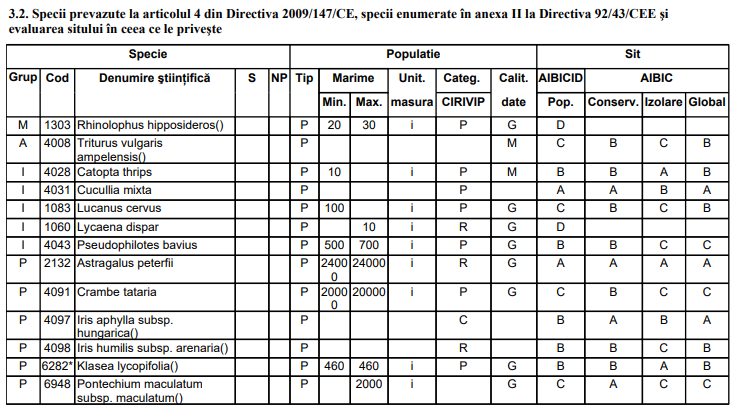 3.2. Specii prevazute la articolul 4 din Directiva 2009/147/CE, specii enumerate în anexa II la Directiva 92/43/CEE şi
evaluarea sitului în ceea ce le priveşte
Specie Populatie Sit
Grup Cod Denumire ştiinţifică S NP Tip Marime Unit. Categ. Calit. AIBICID AIBIC
Min. Max. masura CIRIVIP date Pop. Conserv. Izolare Global
M 1303 Rhinolophus hipposideros() P 20 30 i P G D
A 4008 Triturus vulgaris P M C B C B
ampelensis()
I 4028 Catopta thrips P 10 i P M B B A B
I 4031 Cucullia mixta P P A A B A
I 1083 Lucanus cervus P 100 i P G C B C B
I 1060 Lycaena dispar P 10 i R G D
I 4043 Pseudophilotes bavius P 500 700 i P G B B C C
P 2132 Astragalus peterfii P 2400 24000 i R G A A A A
0
P 4091 Crambe tataria P 2000 20000 i P G C B C C
0
P 4097 Iris aphylla subsp. P C B A B A
hungarica()
P 4098 Iris humilis subsp. arenaria() P R B B C B
P 6282* Klasea lycopifolia() P 460 460 i P G B B A B
P 6948 Pontechium maculatum P 2000 i G C A C C
subsp. maculatum()